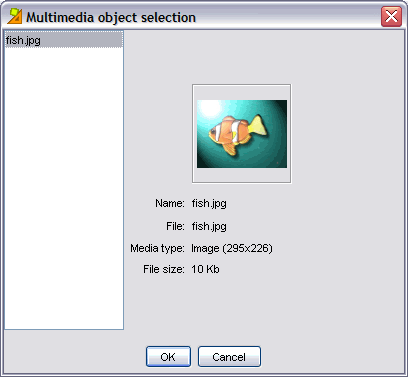 Multimedia object selection
fish.jpg
Name: fish.jpg
File: fish.jpg
Media type: Image (295x226)
File size: 10 Kb
OK Cancel